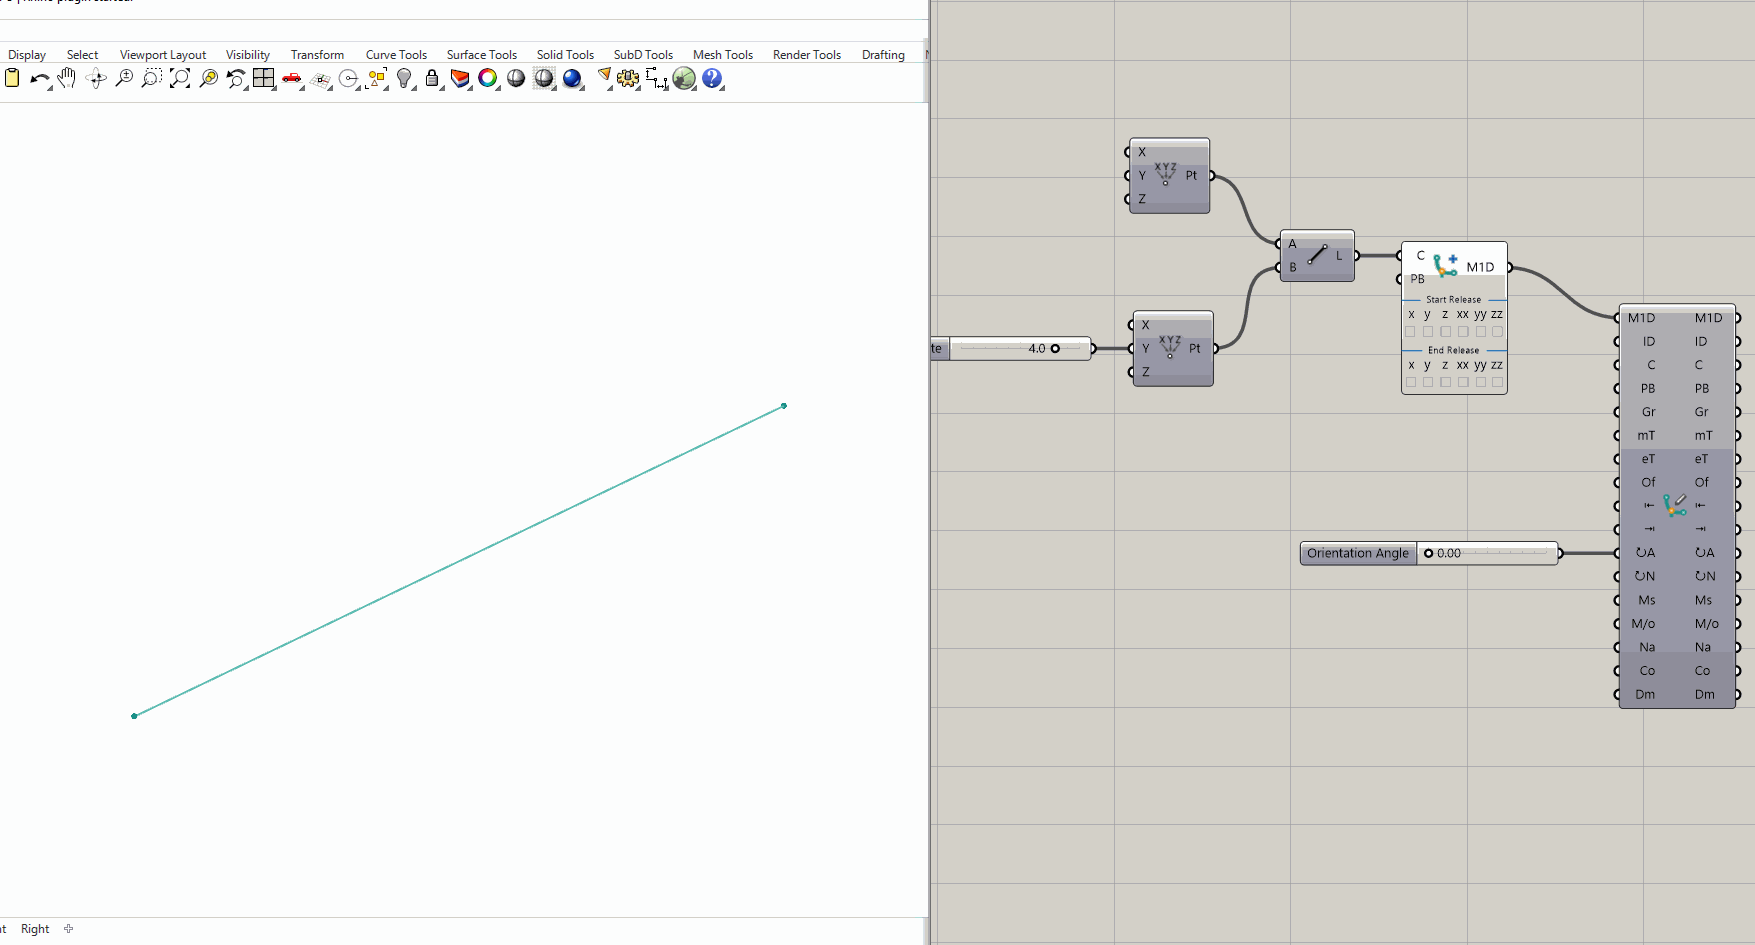 Display Select Viewport Layout Visibility Transform Curve Tools Surface Tools Solid Tools SubD Tools Mesh Tools Render Tools Drafting
X
Y XYZ Pt
Z
A
B L
C
PB M1D
Start Release
x y z xx yy zz
End Release
x y z xx yy zz
X
Y XYZ Pt
Z
te 4.0
Orientation Angle 0.00
M1D M1D
ID ID
C C
PB PB
Gr Gr
mT mT
eT eT
Of Of
⇤ ⇤
⇥ ⇥
↻A ↻A
↻N ↻N
Ms Ms
M/o M/o
Na Na
Co Co
Dm Dm
Right